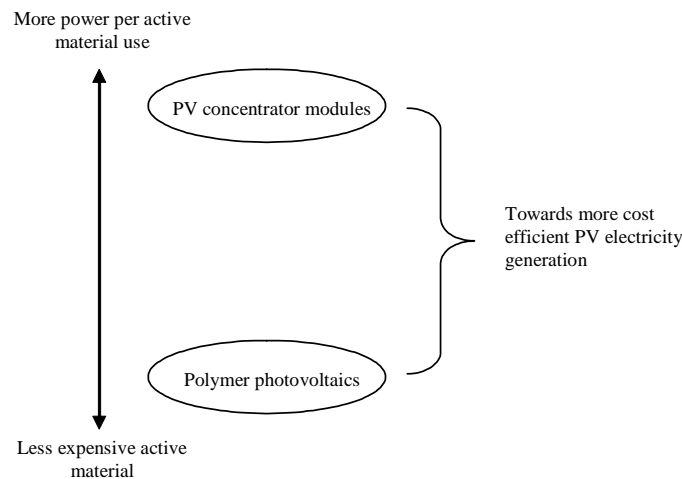 More power per active
material use
PV concentrator modules
Towards more cost
efficient PV electricity
generation
Polymer photovoltaics
Less expensive active
material